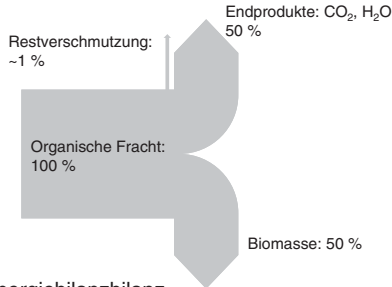 Endprodukte: CO₂, H₂O
50 %
Restverschmutzung:
~1 %
Organische Fracht:
100 %
Biomasse: 50 %